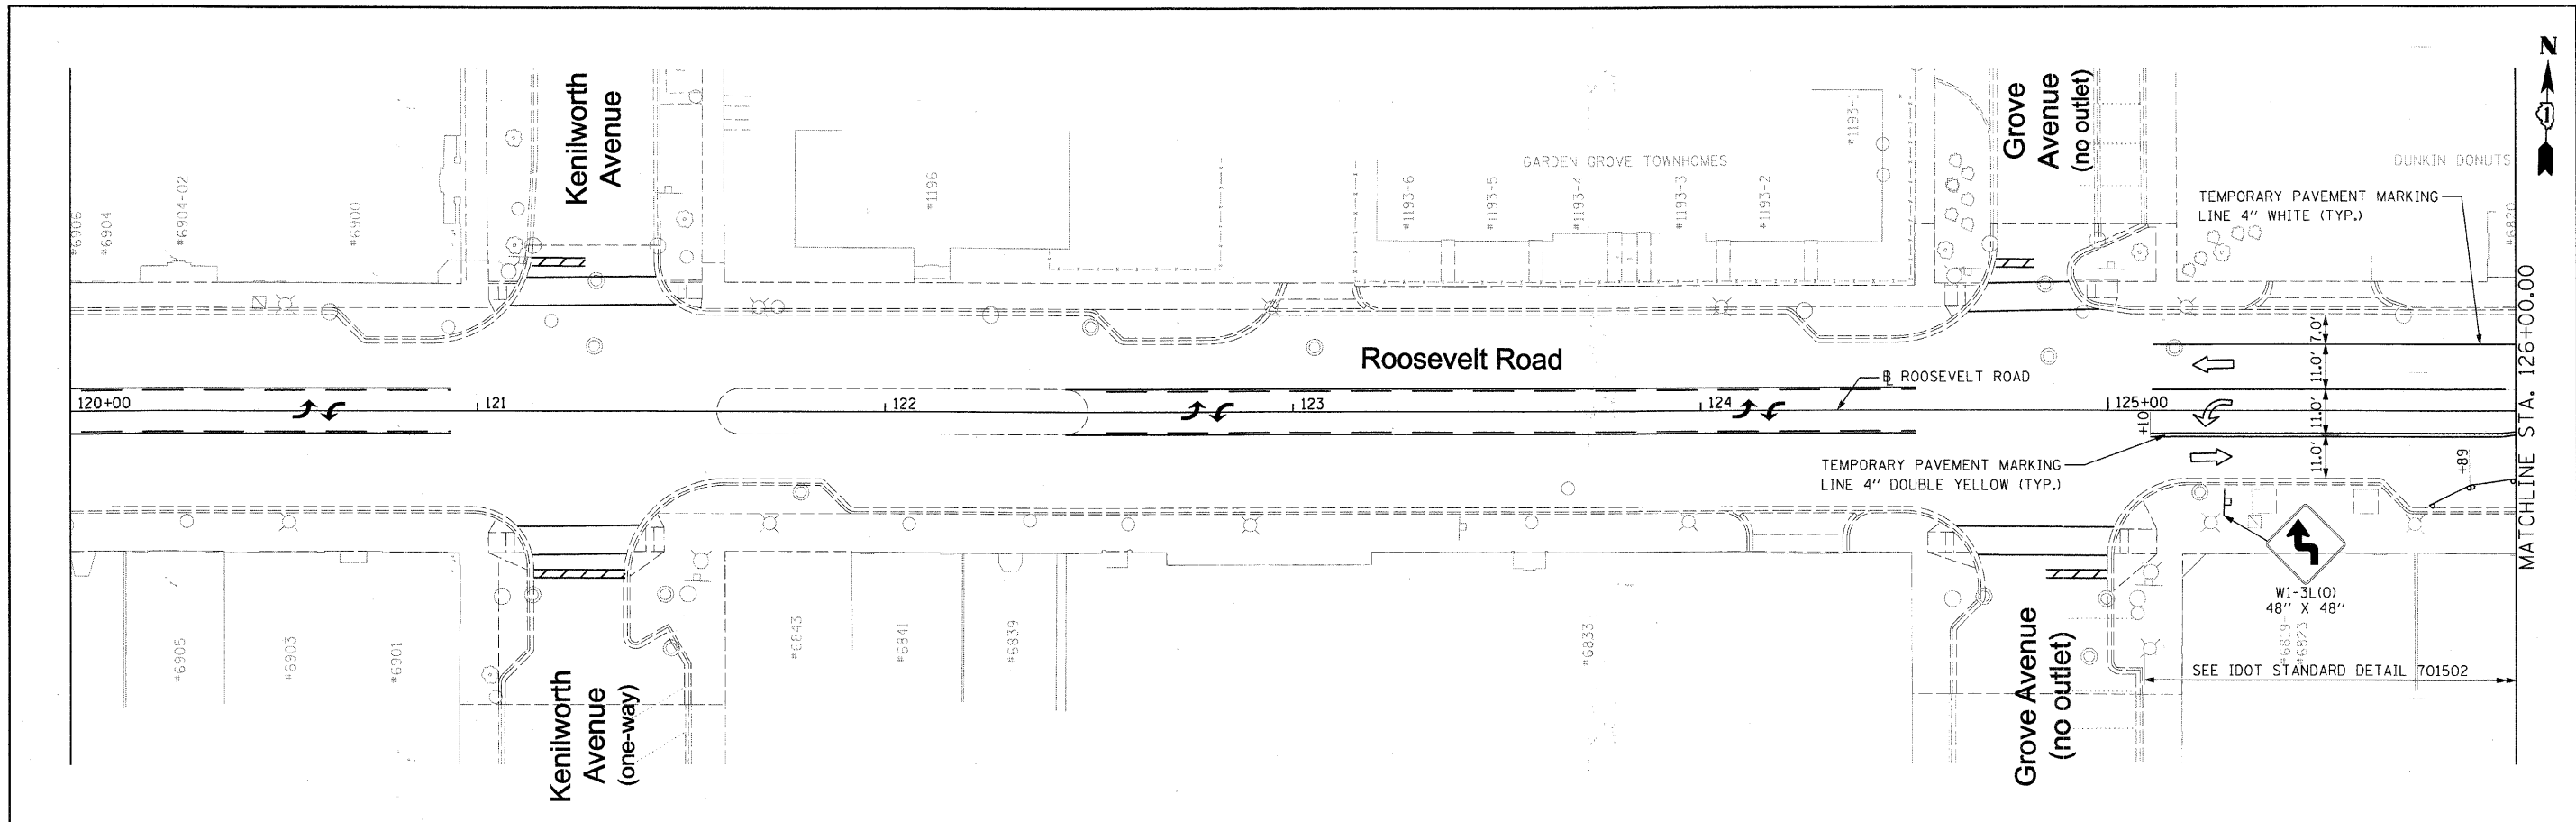 N
1
Kenilworth
Avenue
Grove
Avenue
(no outlet)
#6906
#6904
#6904-02
#6900
#1196
GARDEN GROVE TOWNHOMES
#1193-6
#1193-5
#1193-4
#1193-3
#1193-2
#1193-1
DUNKIN DONUTS
TEMPORARY PAVEMENT MARKING
LINE 4" WHITE (TYP.)
Roosevelt Road
℄ ROOSEVELT ROAD
120+00
121
122
123
124
125+00
+10
7.0'
11.0'
11.0'
11.0'
+89
MATCHLINE STA. 126+00.00
TEMPORARY PAVEMENT MARKING
LINE 4" DOUBLE YELLOW (TYP.)
W1-3L(O)
48" X 48"
#6819-
#6823
SEE IDOT STANDARD DETAIL 701502
#6905
#6903
#6901
Kenilworth
Avenue
(one-way)
#6843
#6841
#6839
#6833
Grove Avenue
(no outlet)